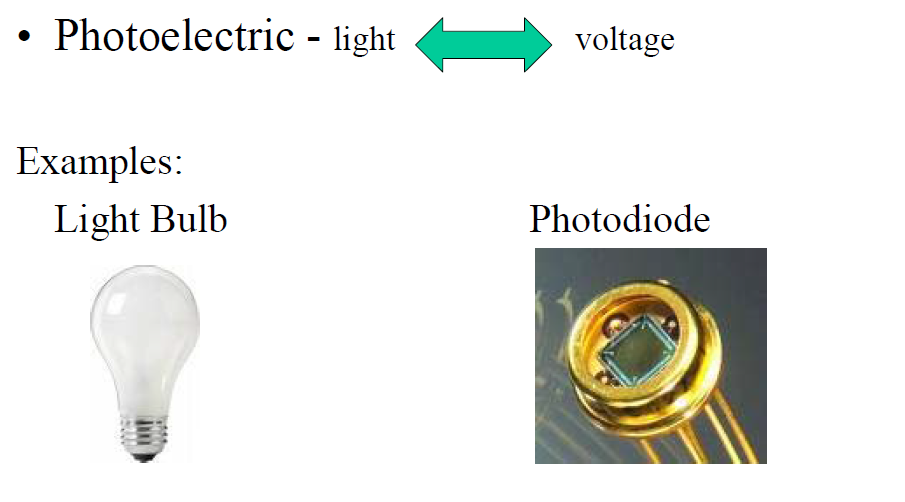 • Photoelectric - light voltage
Examples:
Light Bulb Photodiode